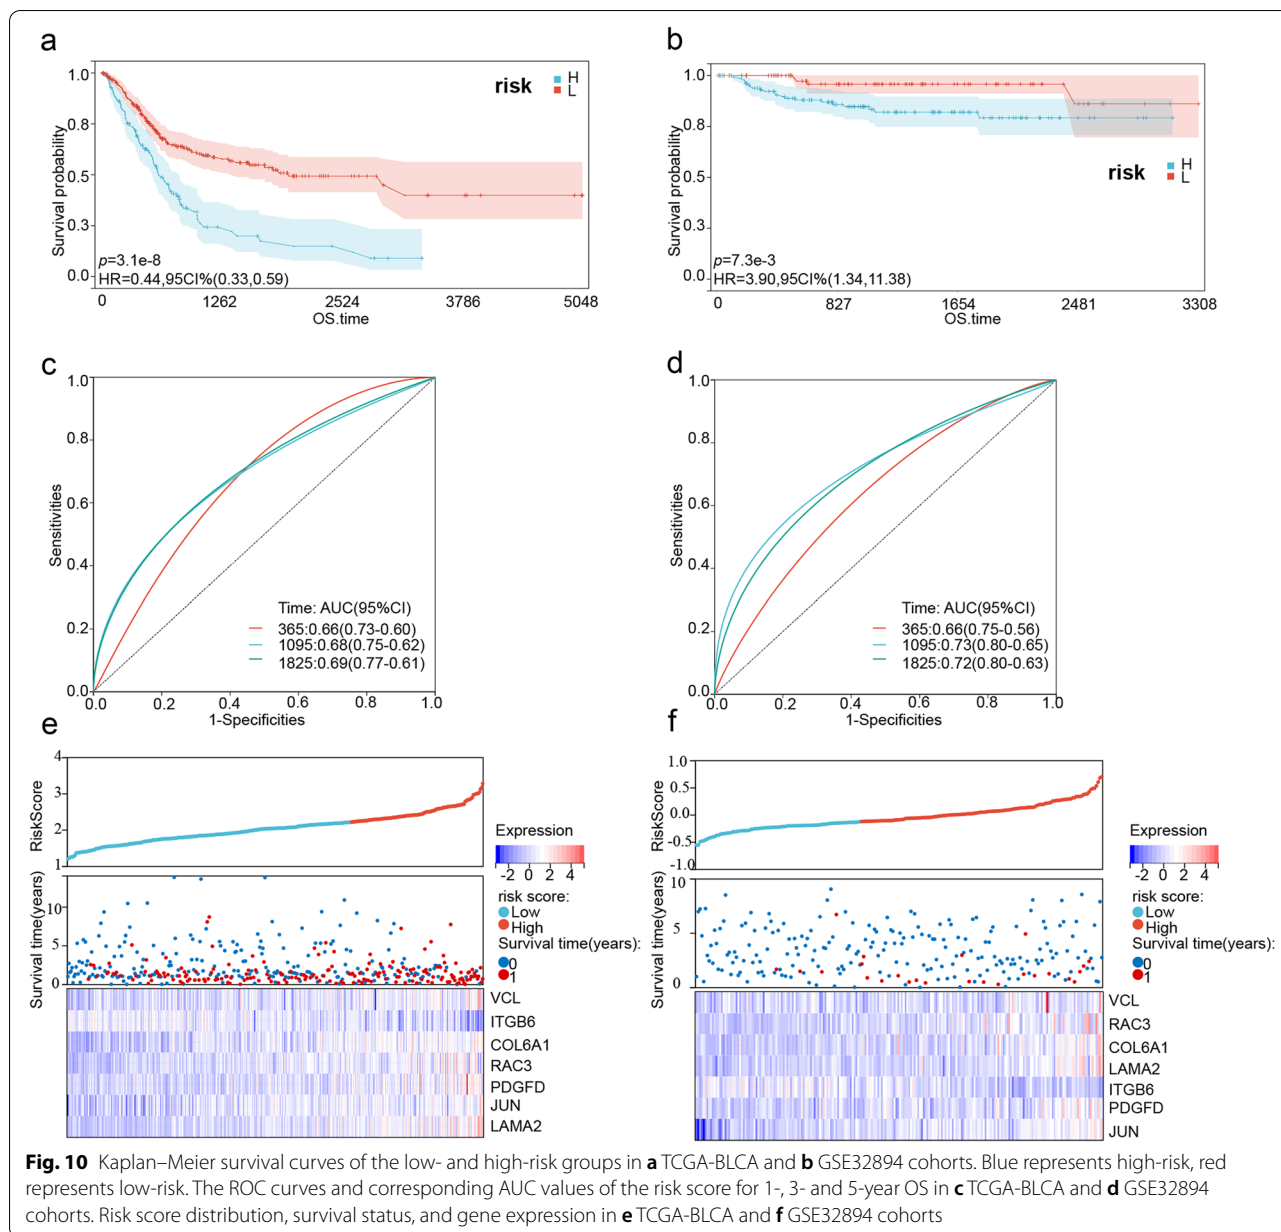 a
1.0
0.8
0.5
0.3
0.0
Survival probability
risk
H
L
p=3.1e-8
HR=0.44,95CI%(0.33,0.59)
0 1262 2524 3786 5048
OS.time
b
1.0
0.8
0.5
0.3
0.0
Survival probability
risk
H
L
p=7.3e-3
HR=3.90,95CI%(1.34,11.38)
0 827 1654 2481 3308
OS.time
c
1.0
0.8
0.6
0.4
0.2
0.0
Sensitivities
Time: AUC(95%CI)
365:0.66(0.73-0.60)
1095:0.68(0.75-0.62)
1825:0.69(0.77-0.61)
0.0 0.2 0.4 0.6 0.8 1.0
1-Specificities
d
1.0
0.8
0.6
0.4
0.2
0.0
Sensitivities
Time: AUC(95%CI)
365:0.66(0.75-0.56)
1095:0.73(0.80-0.65)
1825:0.72(0.80-0.63)
0.0 0.2 0.4 0.6 0.8 1.0
1-Specificities
e
4
3
2
1
RiskScore
10
5
0
Survival time(years)
Expression
-2 0 2 4
risk score:
Low
High
Survival time(years):
0
1
VCL
ITGB6
COL6A1
RAC3
PDGFD
JUN
LAMA2
f
1.0
0.5
0.0
-0.5
-1.0
RiskScore
10
5
0
Survival time(years)
Expression
-2 0 2 4
risk score:
Low
High
Survival time(years):
0
1
VCL
RAC3
COL6A1
LAMA2
ITGB6
PDGFD
JUN
Fig. 10 Kaplan–Meier survival curves of the low- and high-risk groups in a TCGA-BLCA and b GSE32894 cohorts. Blue represents high-risk, red
represents low-risk. The ROC curves and corresponding AUC values of the risk score for 1-, 3- and 5-year OS in c TCGA-BLCA and d GSE32894
cohorts. Risk score distribution, survival status, and gene expression in e TCGA-BLCA and f GSE32894 cohorts